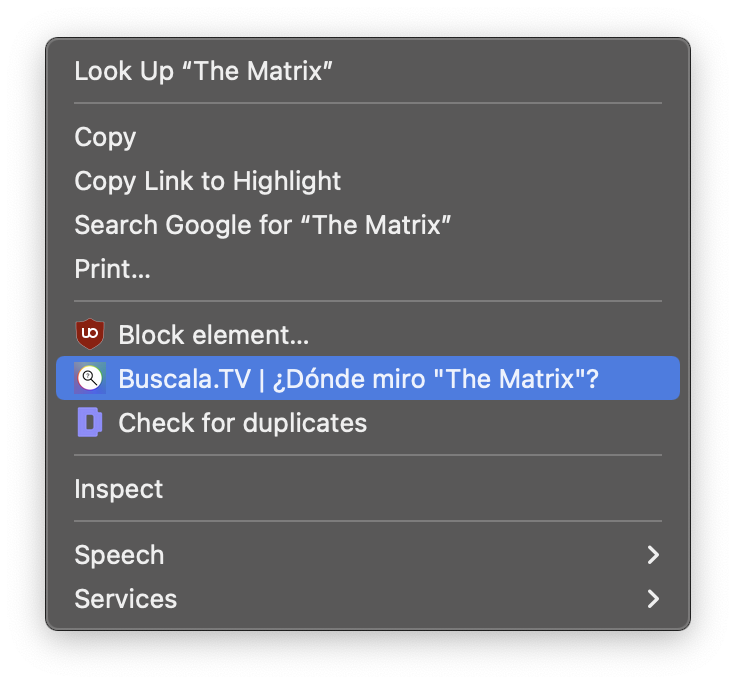 Look Up “The Matrix”
Copy
Copy Link to Highlight
Search Google for “The Matrix”
Print...
UO Block element...
Buscala.TV | ¿Dónde miro "The Matrix"?
Check for duplicates
Inspect
Speech
Services